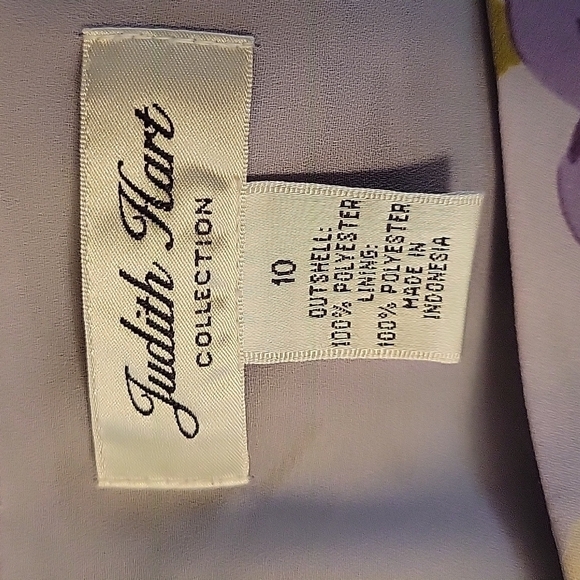 Judith Hart
COLLECTION
10
OUTSHELL:
100% POLYESTER
LINING:
100% POLYESTER
MADE IN
INDONESIA